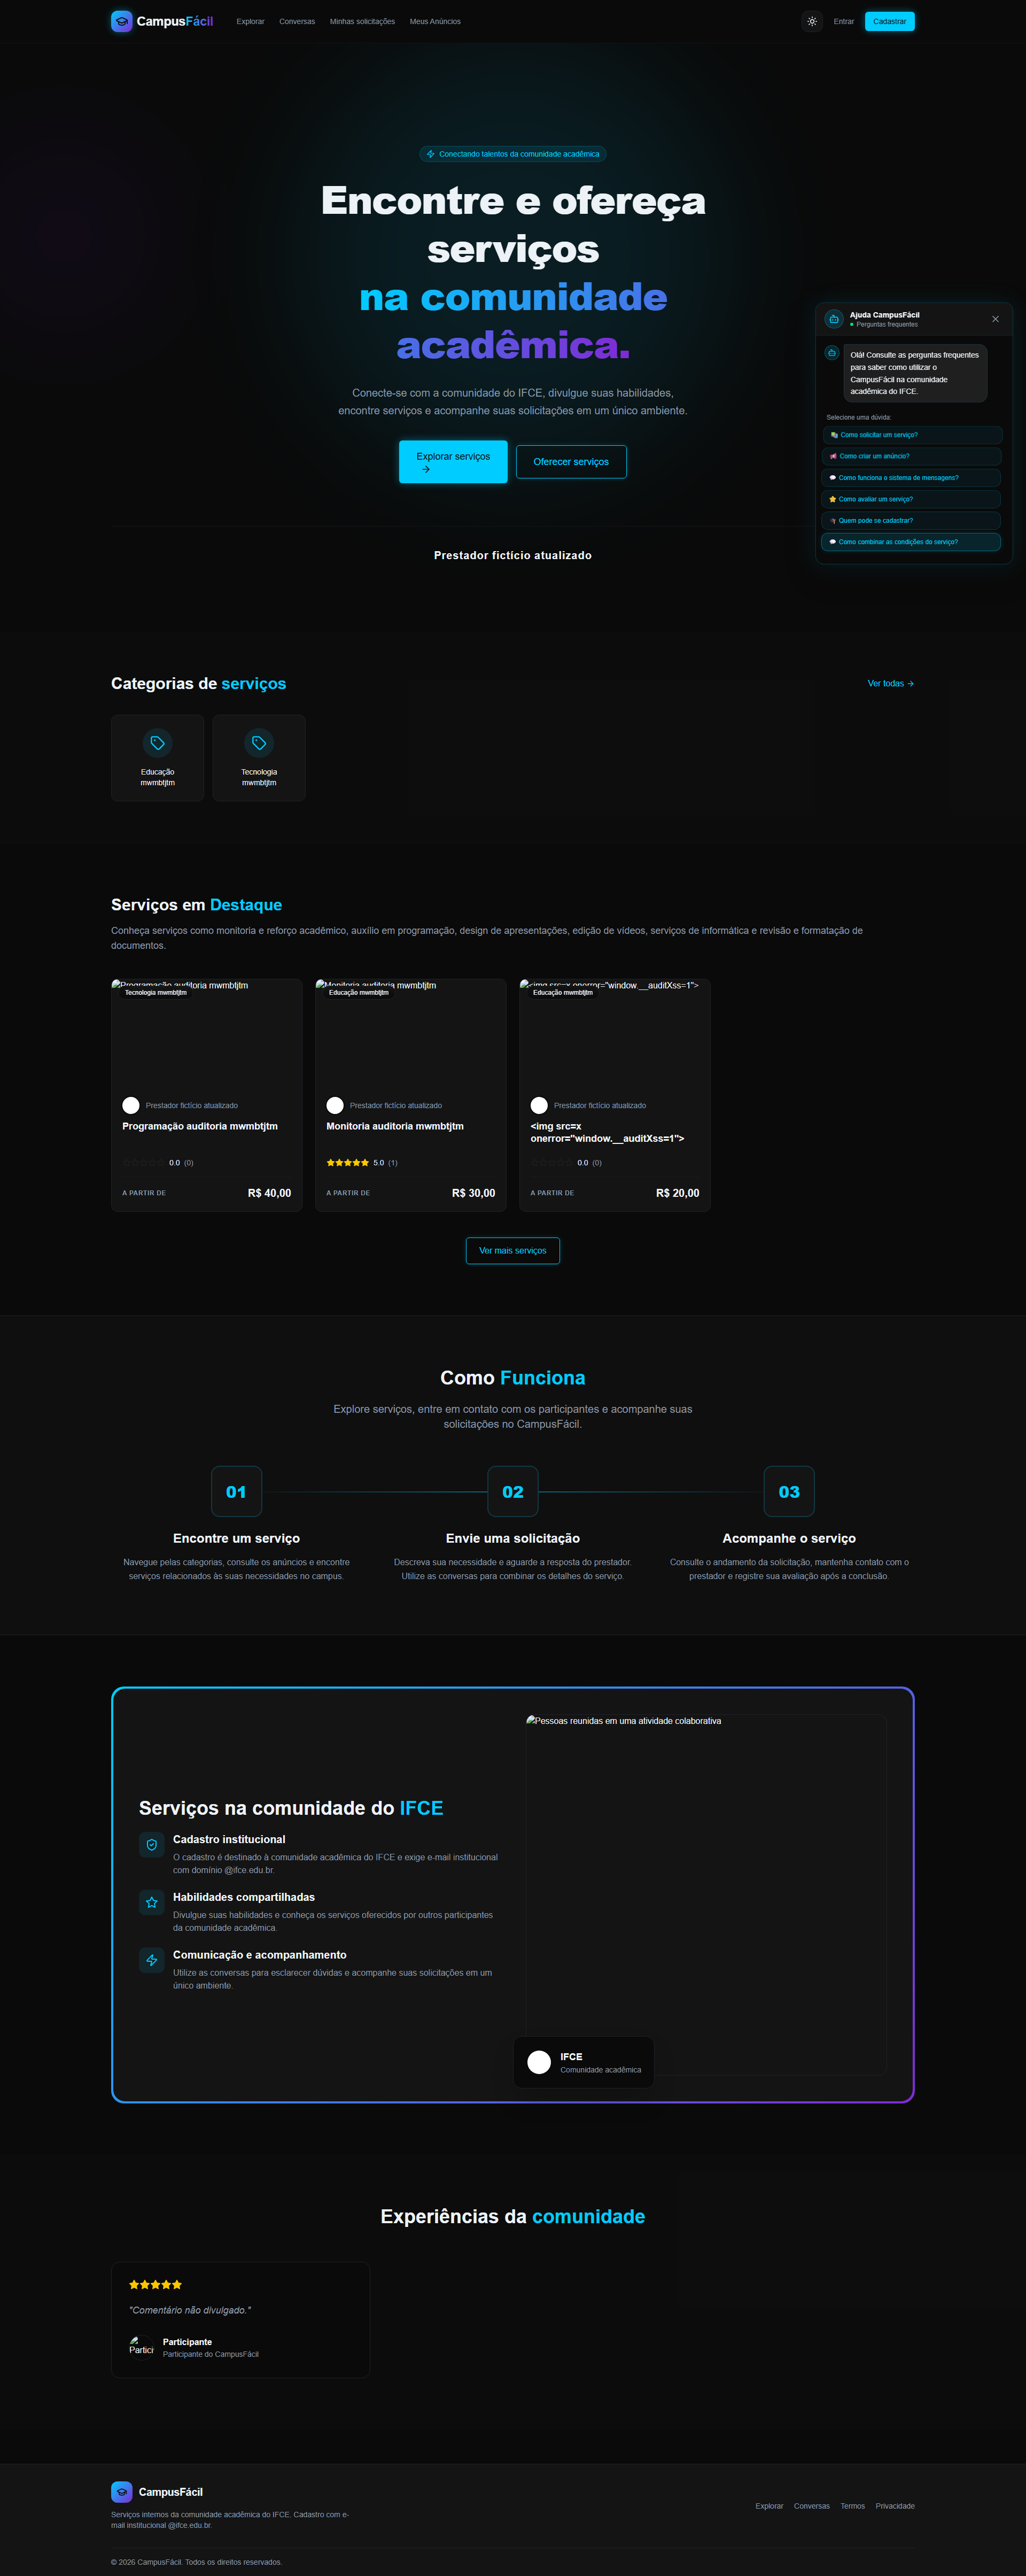 CampusFácil
Explorar
Conversas
Minhas solicitações
Meus Anúncios
Entrar
Cadastrar
Conectando talentos da comunidade acadêmica
Encontre e ofereça
serviços
na comunidade
acadêmica.
Conecte-se com a comunidade do IFCE, divulgue suas habilidades,
encontre serviços e acompanhe suas solicitações em um único ambiente.
Explorar serviços
→
Oferecer serviços
Prestador fictício atualizado
Ajuda CampusFácil
Perguntas frequentes
Olá! Consulte as perguntas frequentes
para saber como utilizar o
CampusFácil na comunidade
acadêmica do IFCE.
Selecione uma dúvida:
📚 Como solicitar um serviço?
📢 Como criar um anúncio?
💬 Como funciona o sistema de mensagens?
⭐ Como avaliar um serviço?
🎓 Quem pode se cadastrar?
💬 Como combinar as condições do serviço?
Categorias de serviços
Ver todas →
Educação
mwmbtjtm
Tecnologia
mwmbtjtm
Serviços em Destaque
Conheça serviços como monitoria e reforço acadêmico, auxílio em programação, design de apresentações, edição de vídeos, serviços de informática e revisão e formatação de
documentos.
Programação auditoria mwmbtjtm
Tecnologia mwmbtjtm
Prestador fictício atualizado
Programação auditoria mwmbtjtm
0.0 (0)
A PARTIR DE
R$ 40,00
Monitoria auditoria mwmbtjtm
Educação mwmbtjtm
Prestador fictício atualizado
Monitoria auditoria mwmbtjtm
5.0 (1)
A PARTIR DE
R$ 30,00
<img src=x onerror="window.__auditXss=1">
Educação mwmbtjtm
Prestador fictício atualizado
<img src=x
onerror="window.__auditXss=1">
0.0 (0)
A PARTIR DE
R$ 20,00
Ver mais serviços
Como Funciona
Explore serviços, entre em contato com os participantes e acompanhe suas
solicitações no CampusFácil.
01
Encontre um serviço
Navegue pelas categorias, consulte os anúncios e encontre
serviços relacionados às suas necessidades no campus.
02
Envie uma solicitação
Descreva sua necessidade e aguarde a resposta do prestador.
Utilize as conversas para combinar os detalhes do serviço.
03
Acompanhe o serviço
Consulte o andamento da solicitação, mantenha contato com o
prestador e registre sua avaliação após a conclusão.
Serviços na comunidade do IFCE
Cadastro institucional
O cadastro é destinado à comunidade acadêmica do IFCE e exige e-mail institucional
com domínio @ifce.edu.br.
Habilidades compartilhadas
Divulgue suas habilidades e conheça os serviços oferecidos por outros participantes
da comunidade acadêmica.
Comunicação e acompanhamento
Utilize as conversas para esclarecer dúvidas e acompanhe suas solicitações em um
único ambiente.
Pessoas reunidas em uma atividade colaborativa
IFCE
Comunidade acadêmica
Experiências da comunidade
"Comentário não divulgado."
Partici
Participante
Participante do CampusFácil
CampusFácil
Serviços internos da comunidade acadêmica do IFCE. Cadastro com e-
mail institucional @ifce.edu.br.
Explorar
Conversas
Termos
Privacidade
© 2026 CampusFácil. Todos os direitos reservados.